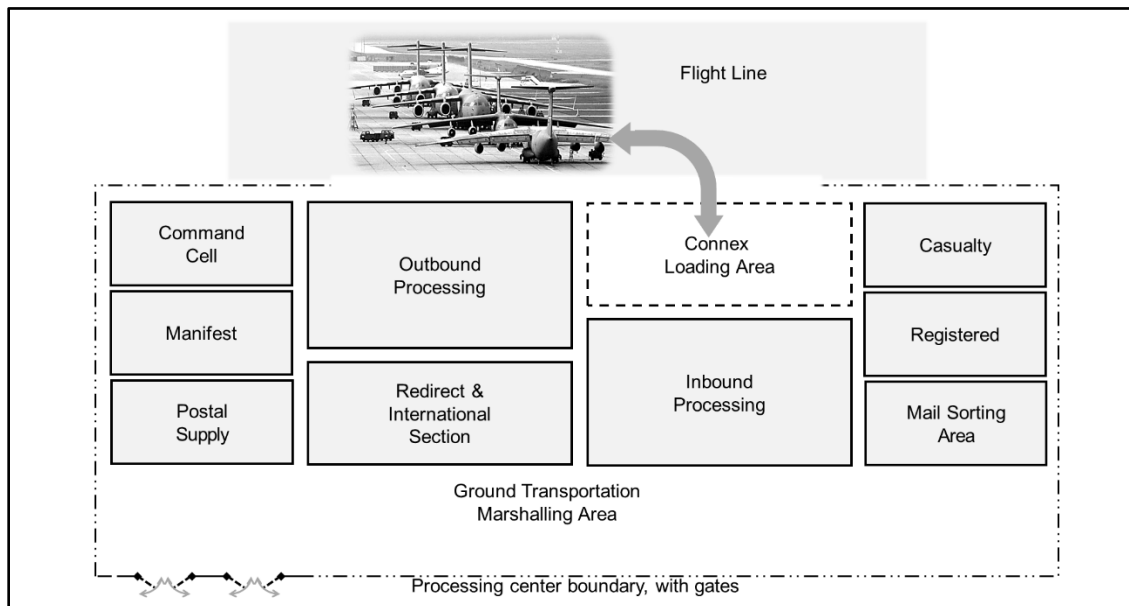 Flight Line
Command
Cell
Outbound
Processing
Connex
Loading Area
Casualty
Manifest
Registered
Postal
Supply
Redirect &
International
Section
Inbound
Processing
Mail Sorting
Area
Ground Transportation
Marshalling Area
Processing center boundary, with gates